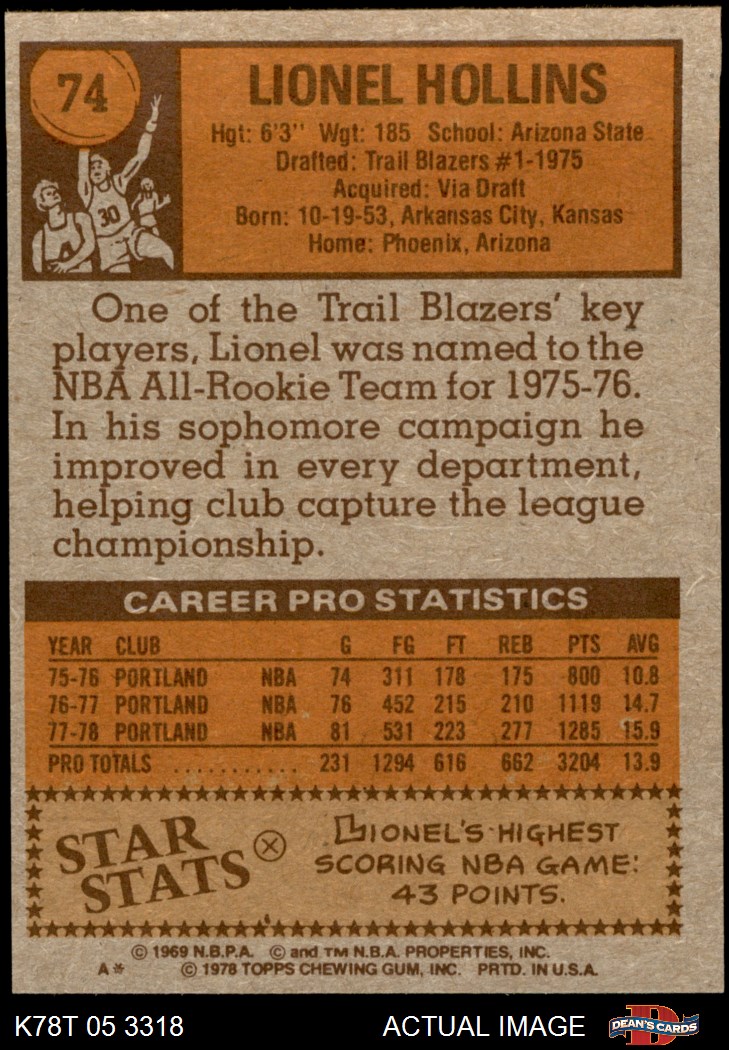 74
LIONEL HOLLINS
Hgt: 6'3" Wgt: 185 School: Arizona State
Drafted: Trail Blazers #1-1975
Acquired: Via Draft
Born: 10-19-53, Arkansas City, Kansas
Home: Phoenix, Arizona
30
One of the Trail Blazers' key
players, Lionel was named to the
NBA All-Rookie Team for 1975-76.
In his sophomore campaign he
improved in every department,
helping club capture the league
championship.
CAREER PRO STATISTICS
YEAR CLUB G FG FT REB PTS AVG
75-76 PORTLAND NBA 74 311 178 175 800 10.8
76-77 PORTLAND NBA 76 452 215 210 1119 14.7
77-78 PORTLAND NBA 81 531 223 277 1285 15.9
PRO TOTALS ........... 231 1294 616 662 3204 13.9
STAR
STATS
LIONEL'S HIGHEST
SCORING NBA GAME:
43 POINTS.
© 1969 N.B.P.A. © and TM N.B.A. PROPERTIES, INC.
A* © 1978 TOPPS CHEWING GUM, INC. PRTD. IN U.S.A.
K78T 05 3318 ACTUAL IMAGE DEAN'S CARDS